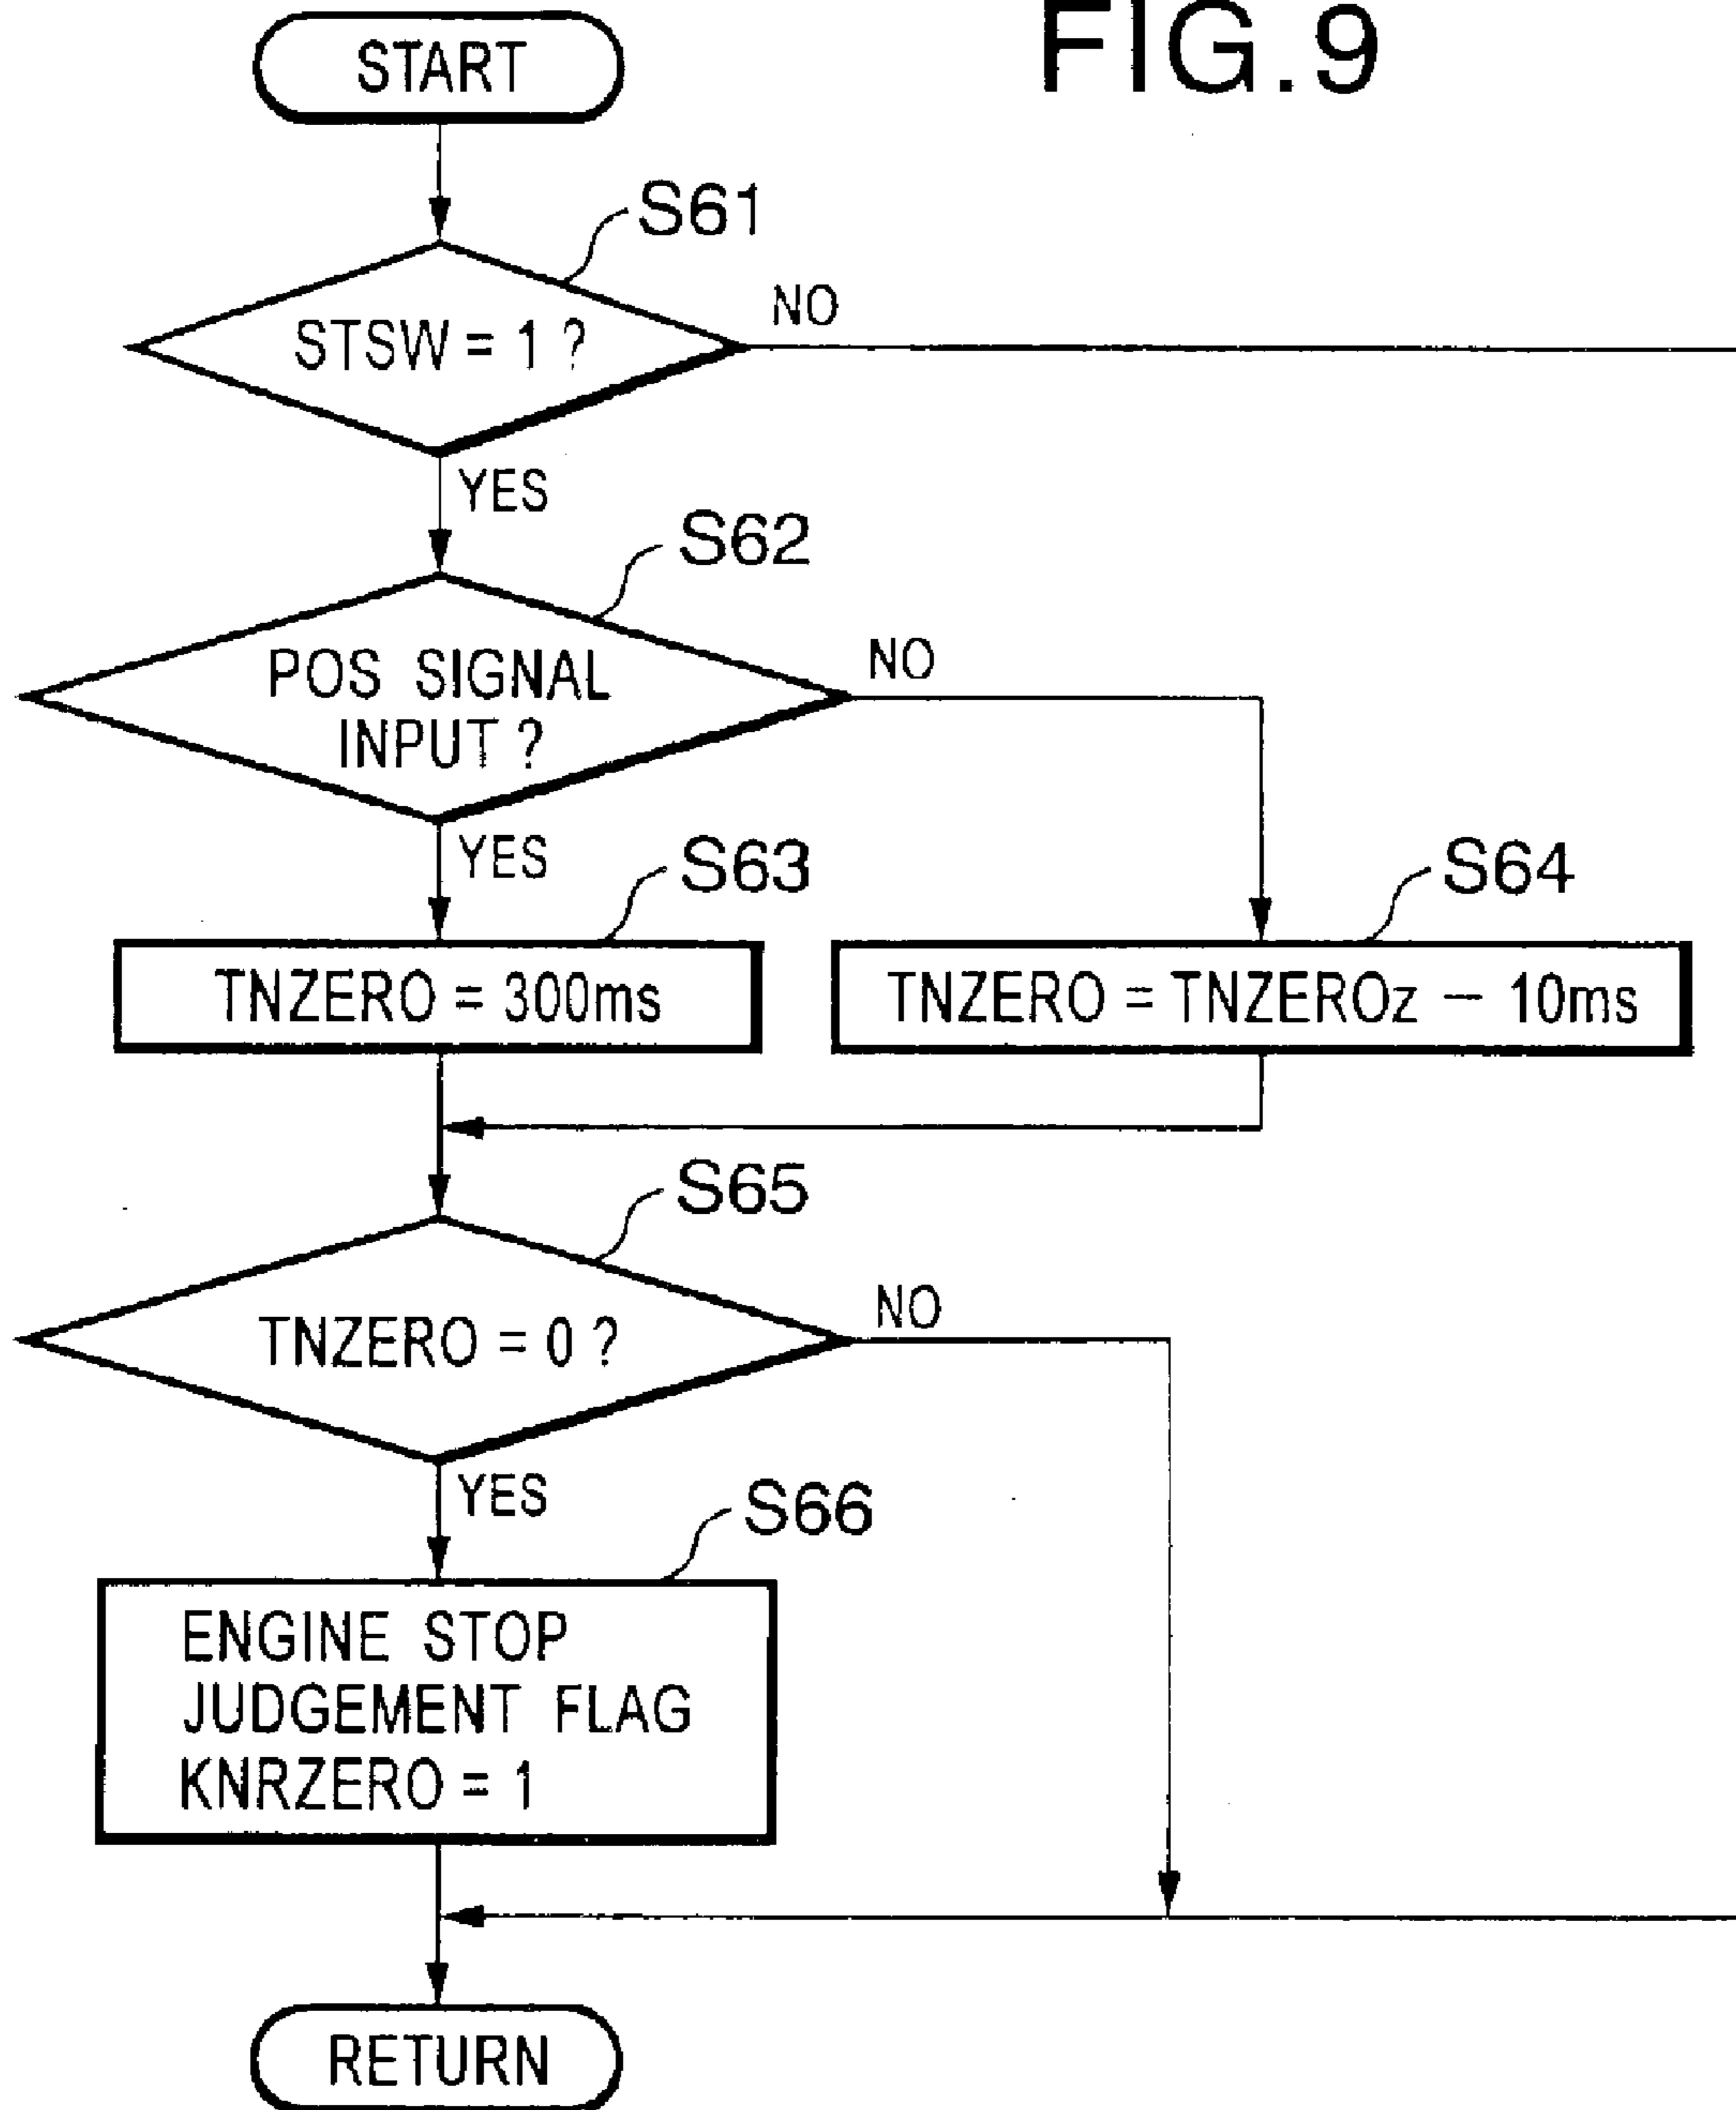 FIG.9
START
S61
STSW = 1 ?
NO
YES
S62
POS SIGNAL
INPUT ?
NO
YES
S63
S64
TNZERO = 300ms
TNZERO = TNZEROz – 10ms
S65
TNZERO = 0 ?
NO
YES
S66
ENGINE STOP
JUDGEMENT FLAG
KNRZERO = 1
RETURN